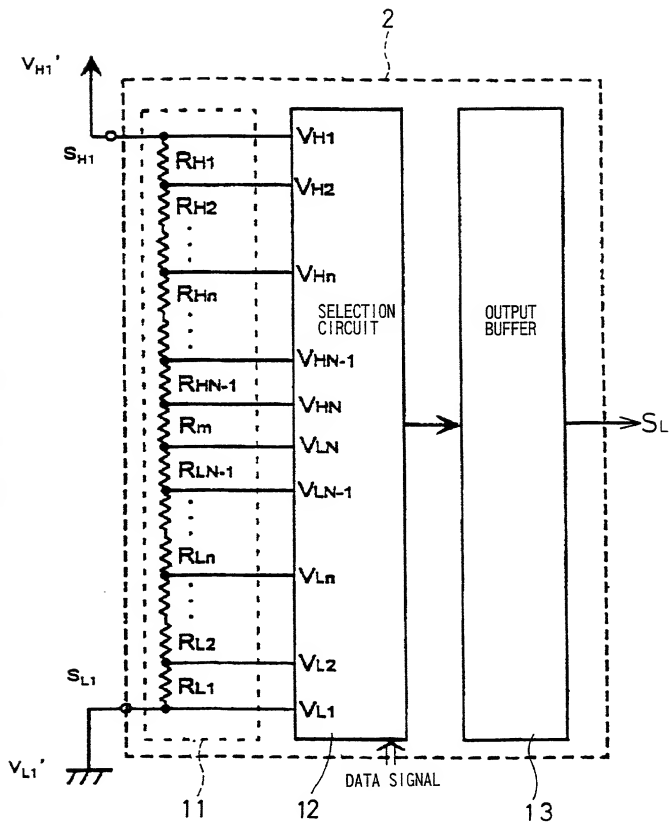 2
VH1'
SH1
RH1
VH1
RH2
VH2
RHn
VHn
SELECTION
CIRCUIT
OUTPUT
BUFFER
VHN-1
RHN-1
VHN
Rm
VLN
SL
RLN-1
VLN-1
RLn
VLn
RL2
VL2
SL1
RL1
VL1
VL1'
11
12
DATA SIGNAL
13